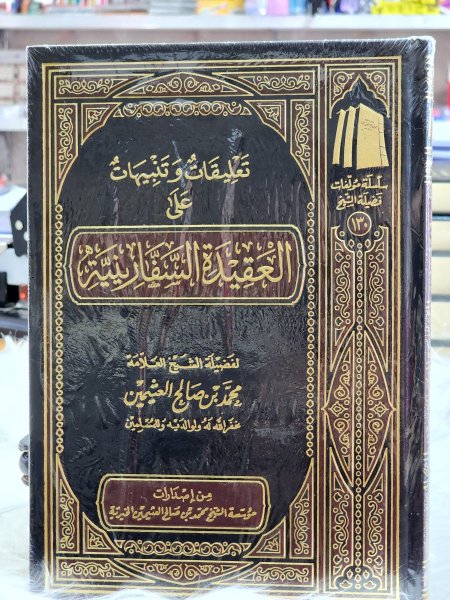 سلسلة مؤلفات
فضيلة الشيخ
١٣
تعليقات وتنبيهات
على
العقيدة السفارينية
لفضيلة الشيخ العلامة
محمد بن صالح العثيمين
غفر الله له ولوالديه وللمسلمين
من إصدارات
مؤسسة الشيخ محمد بن صالح العثيمين الخيرية